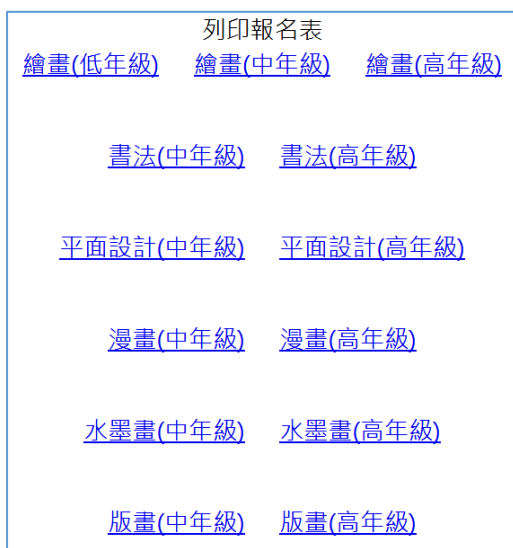 列印報名表
繪畫(低年級) 繪畫(中年級) 繪畫(高年級)
書法(中年級) 書法(高年級)
平面設計(中年級) 平面設計(高年級)
漫畫(中年級) 漫畫(高年級)
水墨畫(中年級) 水墨畫(高年級)
版畫(中年級) 版畫(高年級)